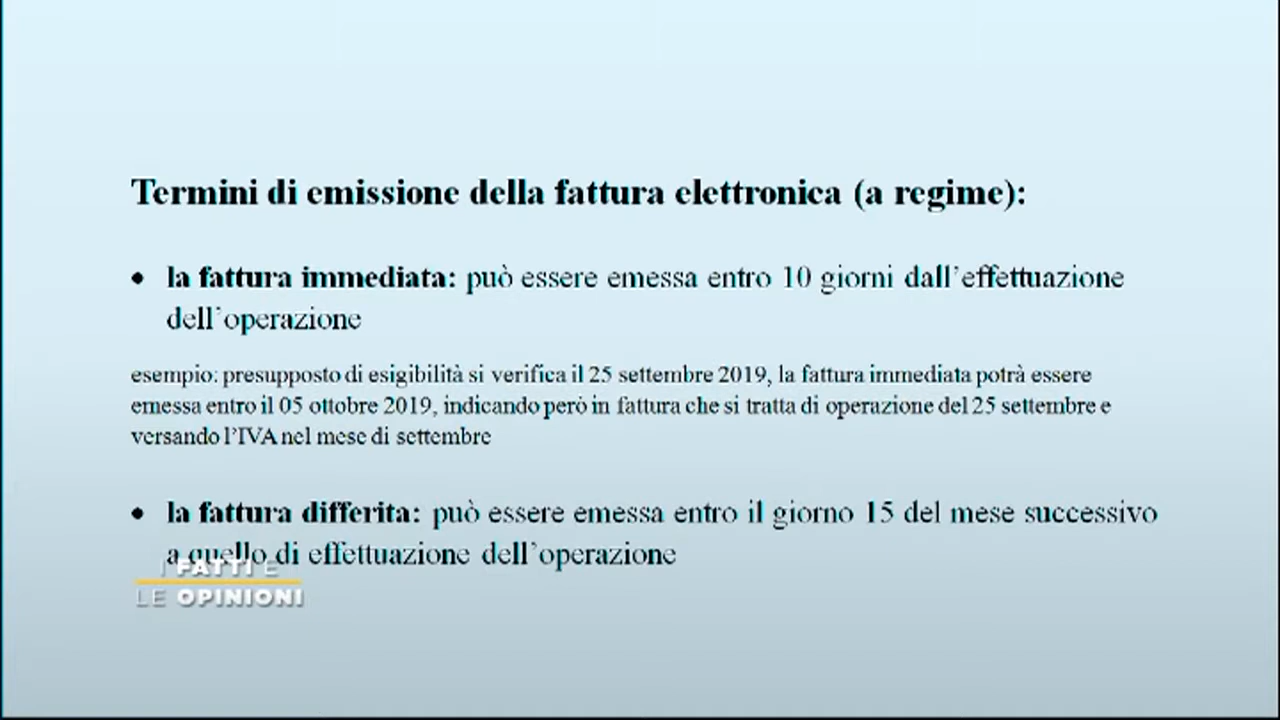 Termini di emissione della fattura elettronica (a regime):
• la fattura immediata: può essere emessa entro 10 giorni dall’effettuazione
dell’operazione
esempio: presupposto di esigibilità si verifica il 25 settembre 2019, la fattura immediata potrà essere
emessa entro il 05 ottobre 2019, indicando però in fattura che si tratta di operazione del 25 settembre e
versando l’IVA nel mese di settembre
• la fattura differita: può essere emessa entro il giorno 15 del mese successivo
a quello di effettuazione dell’operazione
I FATTI E
LE OPINIONI